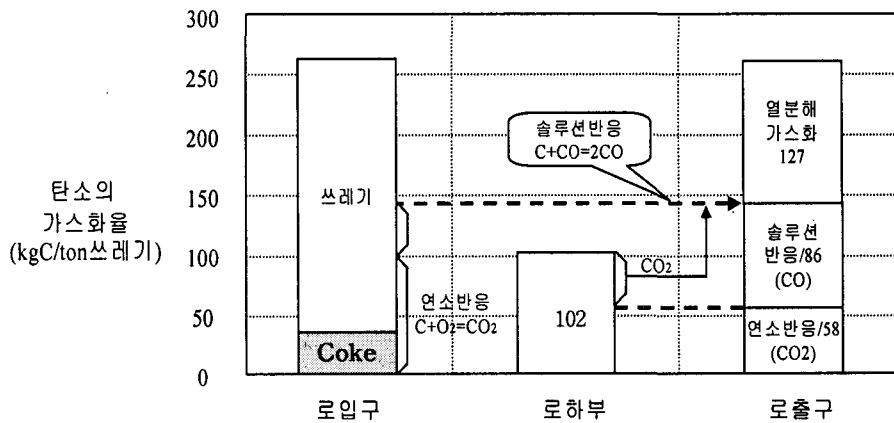 300
250
200
150
100
50
0
탄소의
가스화율
(kgC/ton쓰레기)
쓰레기
Coke
연소반응
C+O2=CO2
솔루션반응
C+CO=2CO
102
CO2
열분해
가스화
127
솔루션
반응/86
(CO)
연소반응/58
(CO2)
로입구
로하부
로출구